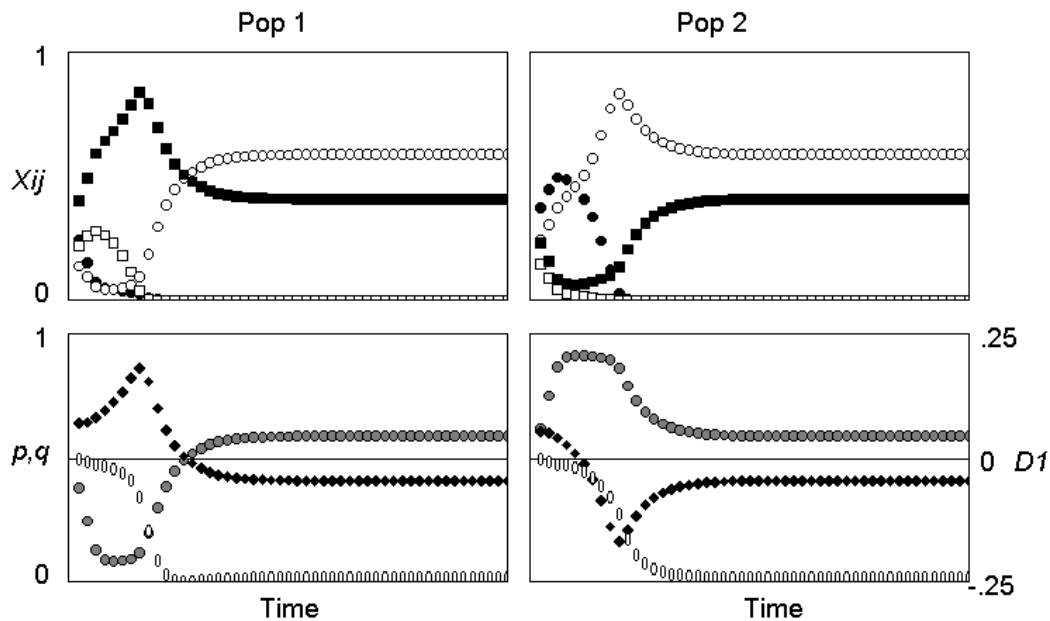 Pop 1 Pop 2
1
Xij
0
1 .25
p,q 0 D1
0 -.25
Time Time